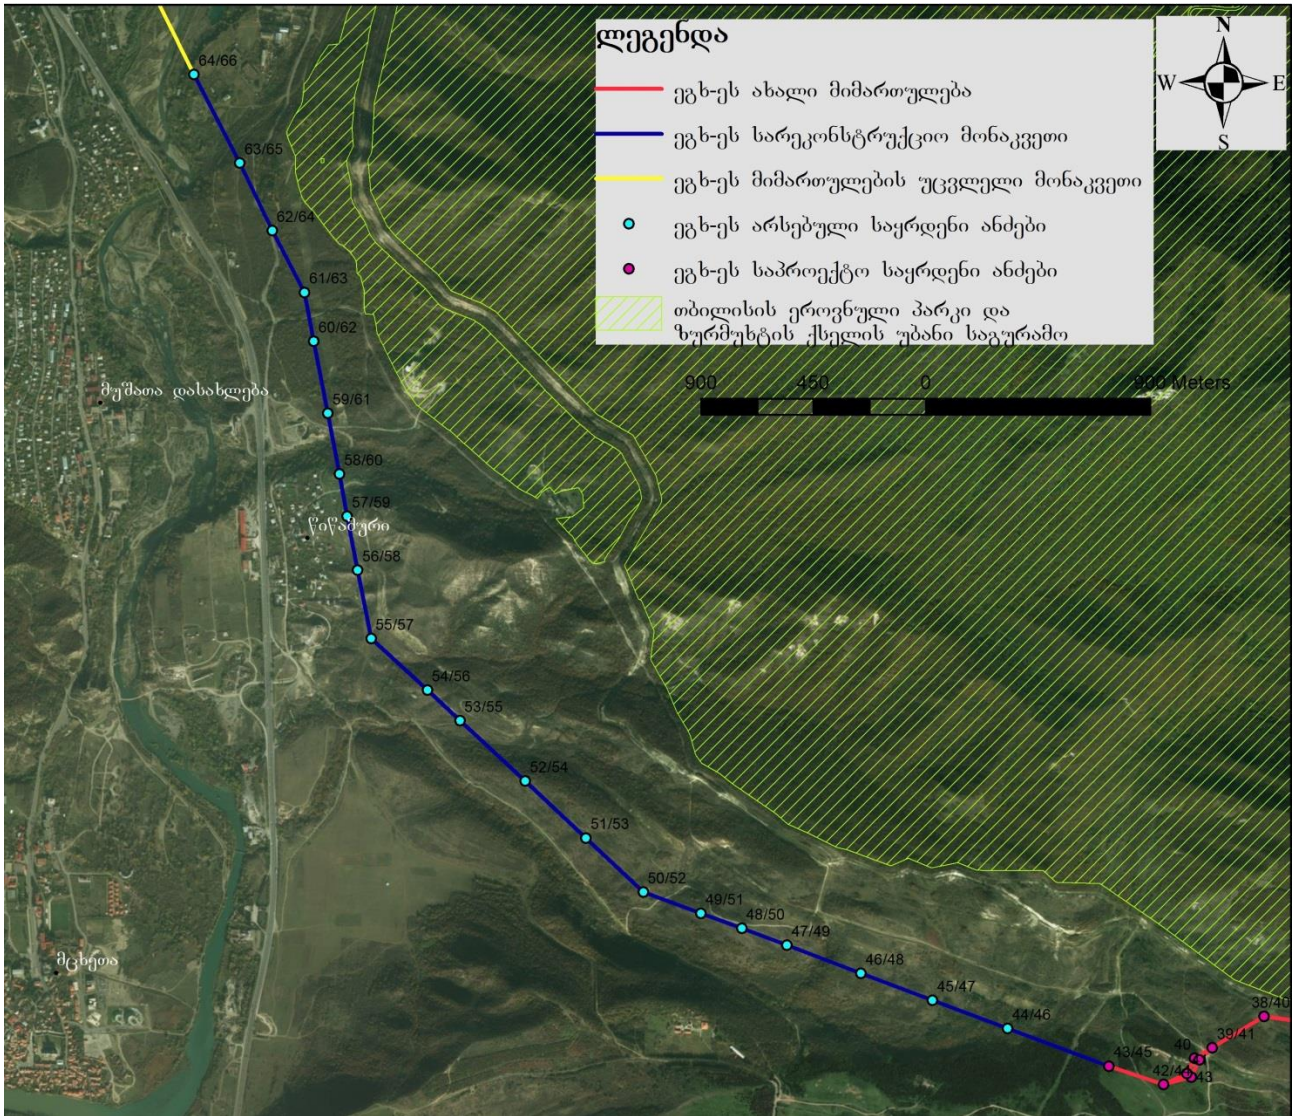 ლეგენდა
ეგხ-ეს ახალი მიმართულება
ეგხ-ეს სარეკონსტრუქციო მონაკვეთი
ეგხ-ეს მიმართულების უცვლელი მონაკვეთი
ეგხ-ეს არსებული საყრდენი ანძები
ეგხ-ეს საპროექტო საყრდენი ანძები
თბილისის ეროვნული პარკი და
ზურმუხტის ქსელის უბანი საგურამო
N
W E
S
900 450 0 900 Meters
64/66
63/65
62/64
61/63
60/62
მუშათა დასახლება
59/61
58/60
57/59
წიწამური
56/58
55/57
54/56
53/55
52/54
51/53
50/52
49/51
48/50
47/49
მცხეთა
46/48
45/47
38/40
44/46
39/41
40
43/45
42/44
43